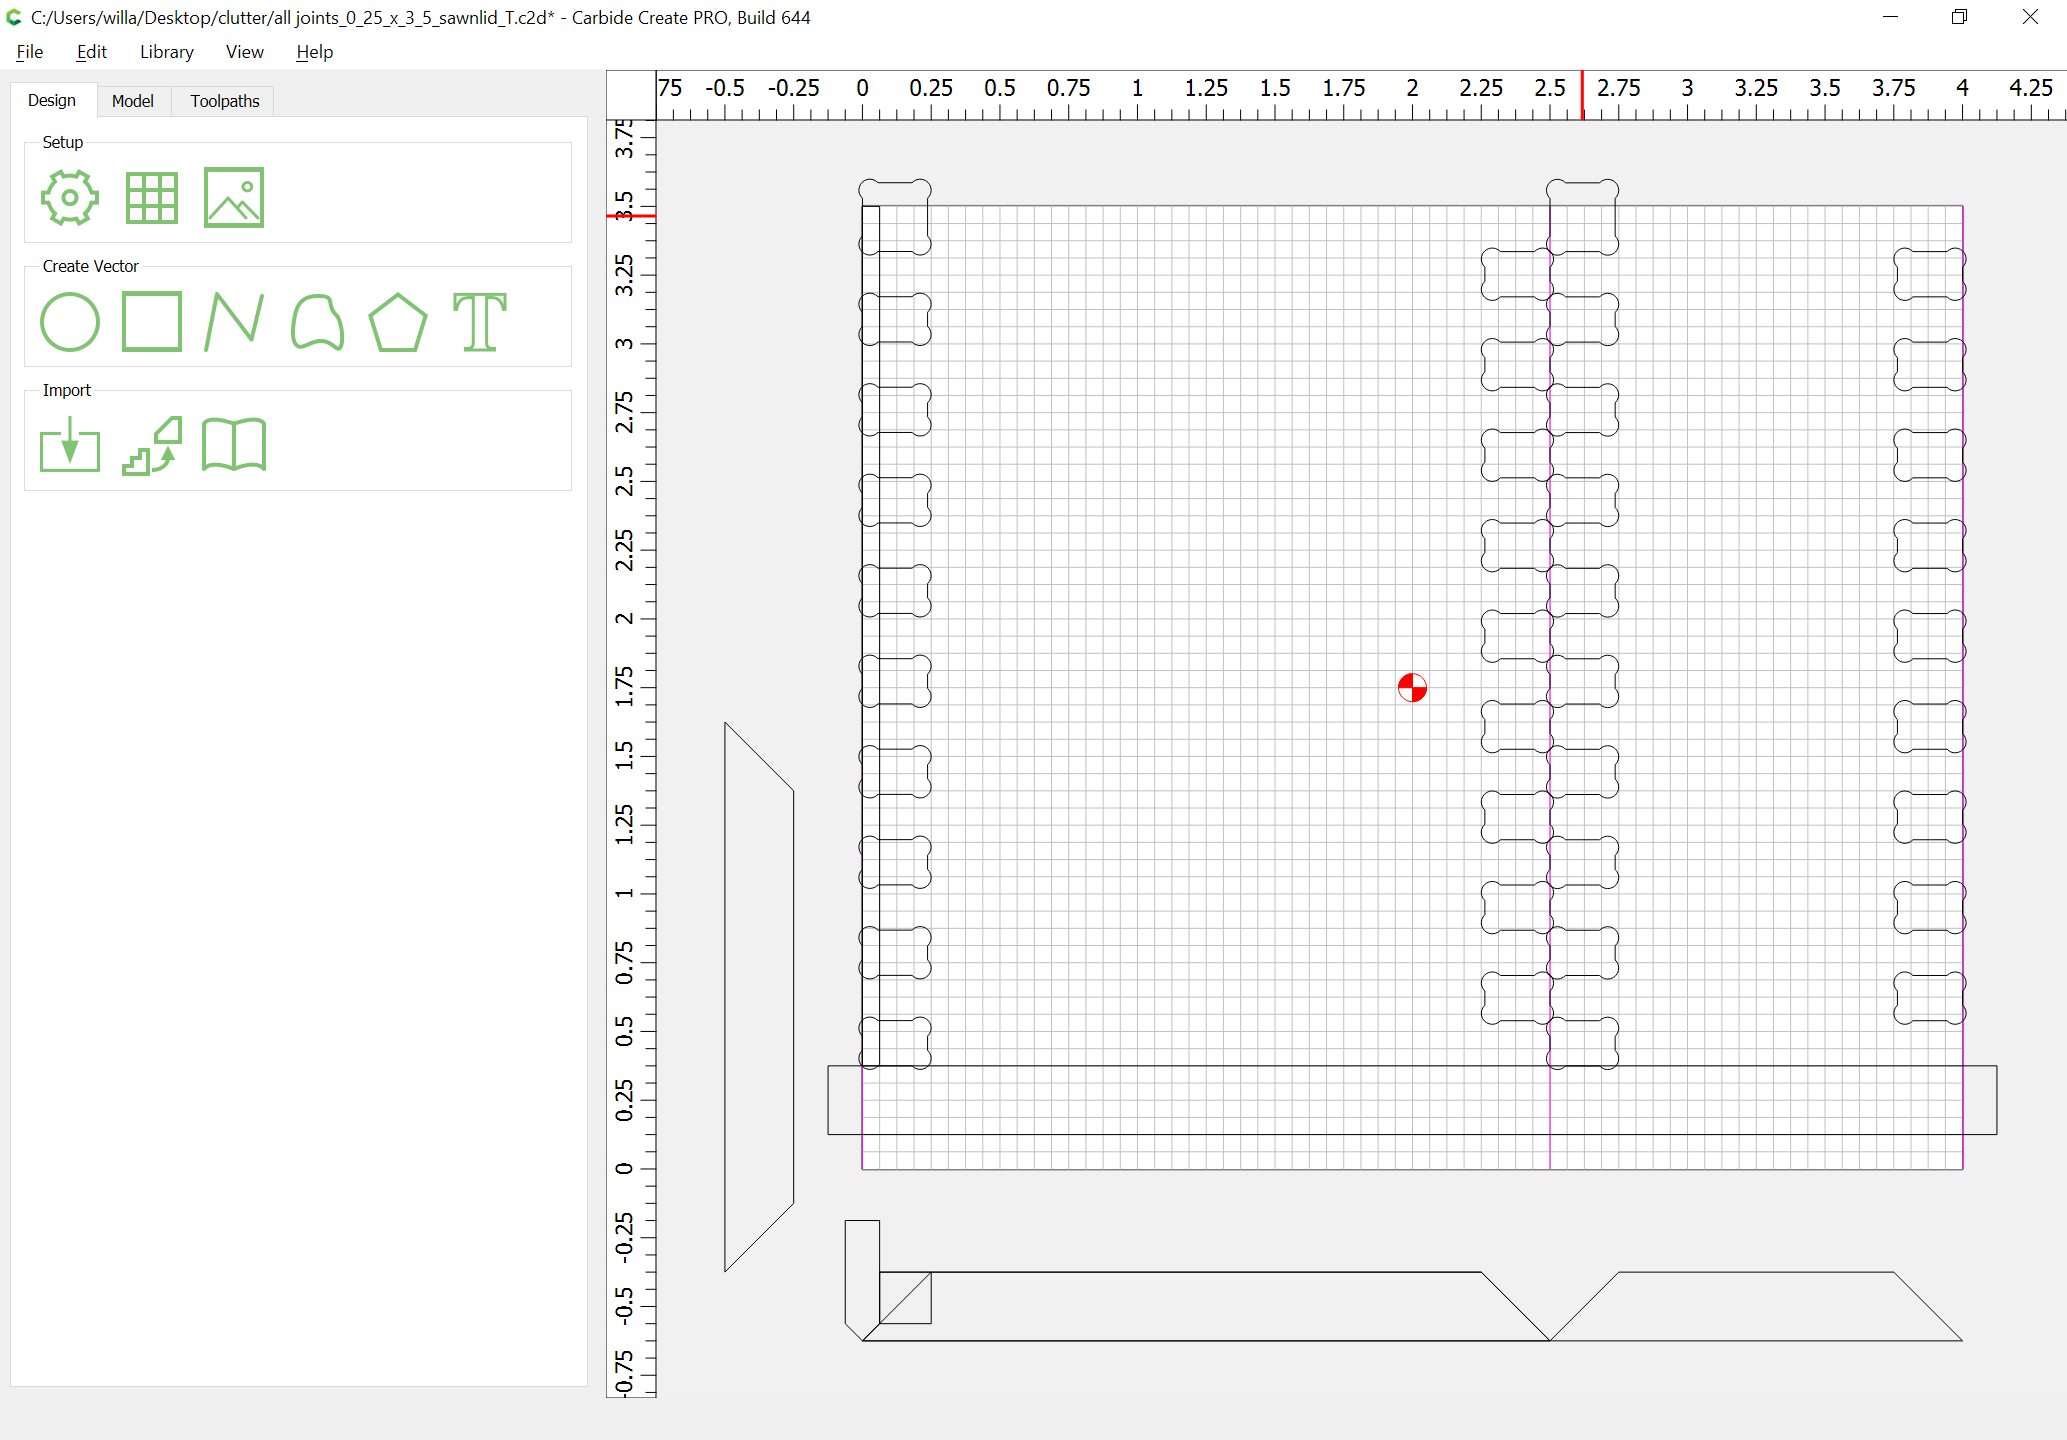 C:/Users/willa/Desktop/clutter/all joints_0_25_x_3_5_sawnlid_T.c2d* - Carbide Create PRO, Build 644
File Edit Library View Help
Design Model Toolpaths
Setup
Create Vector
Import
75 -0.5 -0.25 0 0.25 0.5 0.75 1 1.25 1.5 1.75 2 2.25 2.5 2.75 3 3.25 3.5 3.75 4 4.25
3.75
3.5
3.25
3
2.75
2.5
2.25
2
1.75
1.5
1.25
1
0.75
0.5
0.25
0
-0.25
-0.5
-0.75